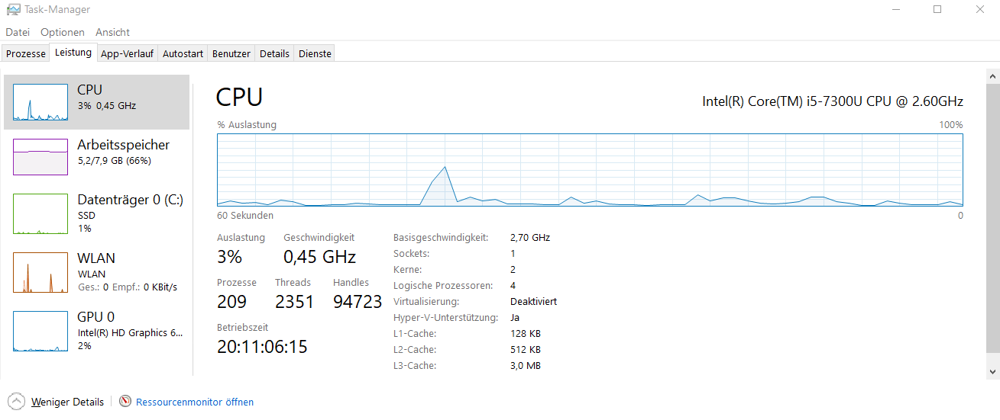 Task-Manager
Datei Optionen Ansicht
Prozesse Leistung App-Verlauf Autostart Benutzer Details Dienste
CPU
3% 0,45 GHz
Arbeitsspeicher
5,2/7,9 GB (66%)
Datenträger 0 (C:)
SSD
1%
WLAN
WLAN
Ges.: 0 Empf.: 0 KBit/s
GPU 0
Intel(R) HD Graphics 6...
2%
CPU
Intel(R) Core(TM) i5-7300U CPU @ 2.60GHz
% Auslastung 100%
60 Sekunden 0
Auslastung Geschwindigkeit
3% 0,45 GHz
Prozesse Threads Handles
209 2351 94723
Betriebszeit
20:11:06:15
Basisgeschwindigkeit: 2,70 GHz
Sockets: 1
Kerne: 2
Logische Prozessoren: 4
Virtualisierung: Deaktiviert
Hyper-V-Unterstützung: Ja
L1-Cache: 128 KB
L2-Cache: 512 KB
L3-Cache: 3,0 MB
Weniger Details Ressourcenmonitor öffnen